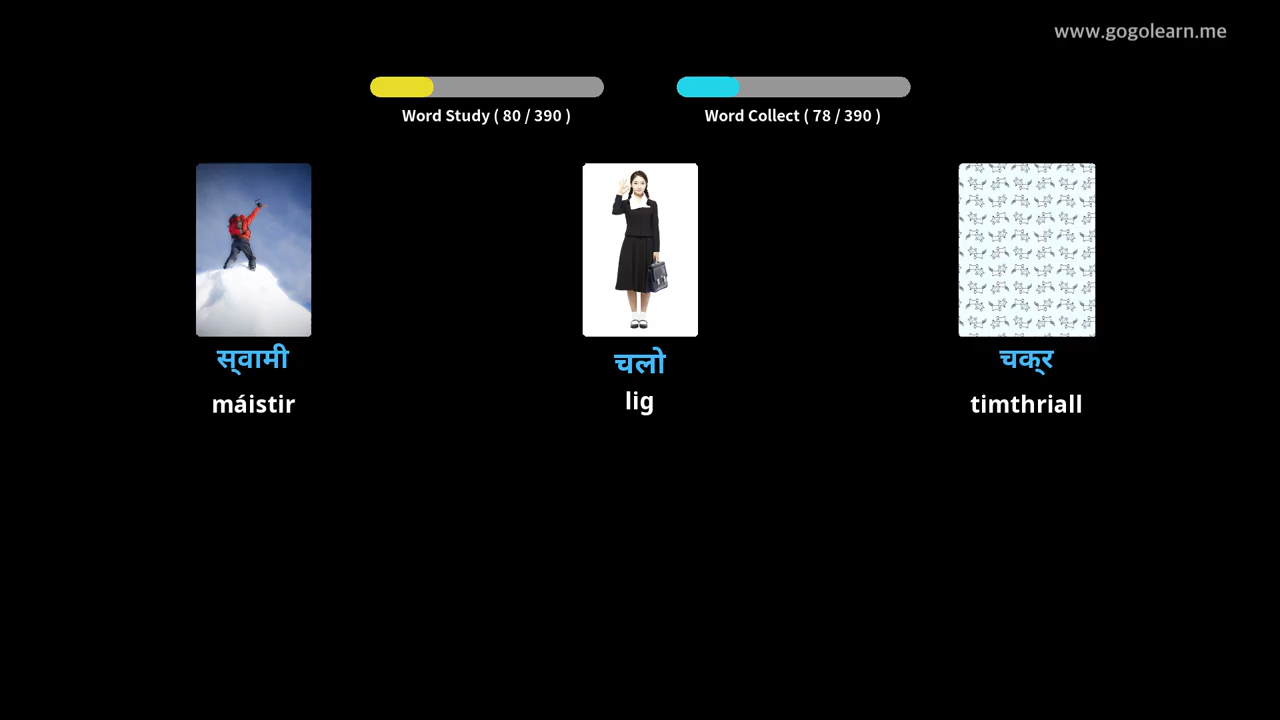 www.gogolearn.me
Word Study ( 80 / 390 )
Word Collect ( 78 / 390 )
स्वामी
चलो
चक्र
máistir
lig
timthriall